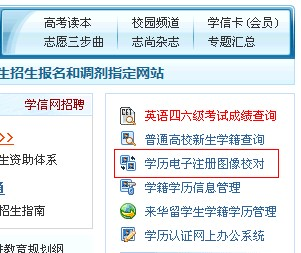 高考读本 校园频道 学信卡(会员)
志愿三步曲 志尚杂志 专题汇总
生招生报名和调剂指定网站
学信网招聘
>>
生资助体系
招生指南
教育规划纲
英语四六级考试成绩查询
普通高校新生学籍查询
学历电子注册图像校对
学籍学历信息管理
来华留学生学籍学历管理
学历认证网上办公系统